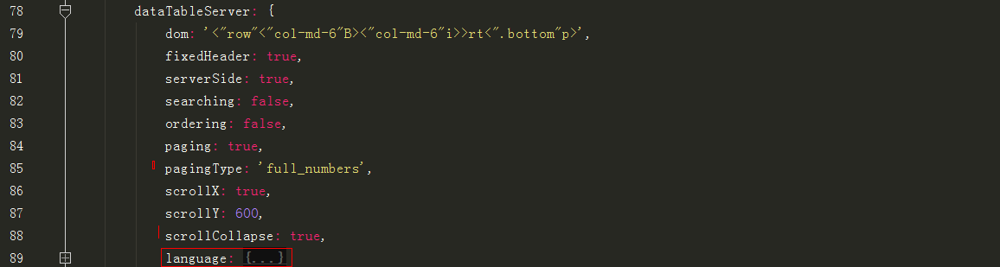 78 dataTableServer: {
79 dom: '<"row"<"col-md-6"B><"col-md-6"i>>rt<".bottom"p>',
80 fixedHeader: true,
81 serverSide: true,
82 searching: false,
83 ordering: false,
84 paging: true,
85 pagingType: 'full_numbers',
86 scrollX: true,
87 scrollY: 600,
88 scrollCollapse: true,
89 language: {...}